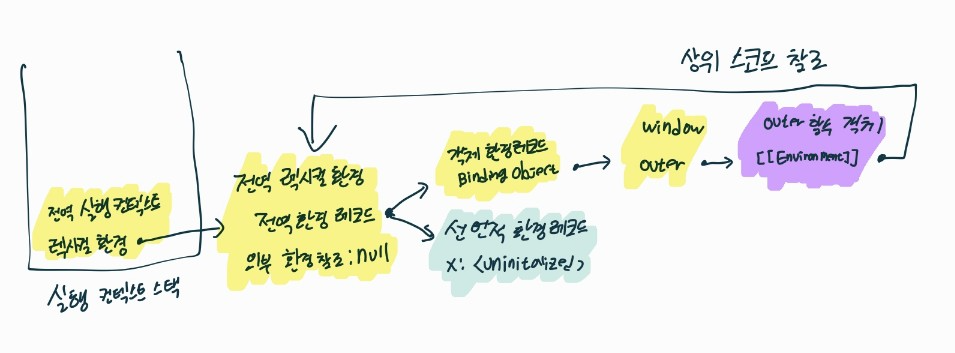 상위 스코프 참조
전역 실행 컨텍스트
렉시컬 환경
실행 컨텍스트 스택
전역 렉시컬 환경
전역 환경 레코드
외부 환경 참조 : null
객체 환경 레코드
Binding Object
선언적 환경 레코드
x: <uninitialized>
window
outer
outer 함수 객체
[[Environment]]